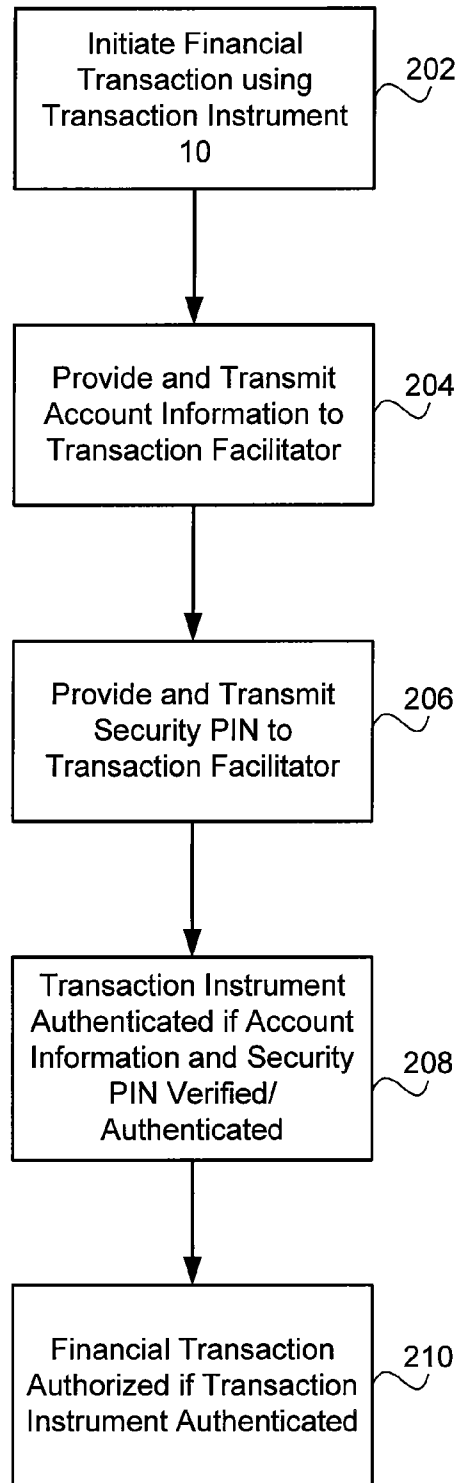 Initiate Financial
Transaction using
Transaction Instrument
10
202
Provide and Transmit
Account Information to
Transaction Facilitator
204
Provide and Transmit
Security PIN to
Transaction Facilitator
206
Transaction Instrument
Authenticated if Account
Information and Security
PIN Verified/
Authenticated
208
Financial Transaction
Authorized if Transaction
Instrument Authenticated
210